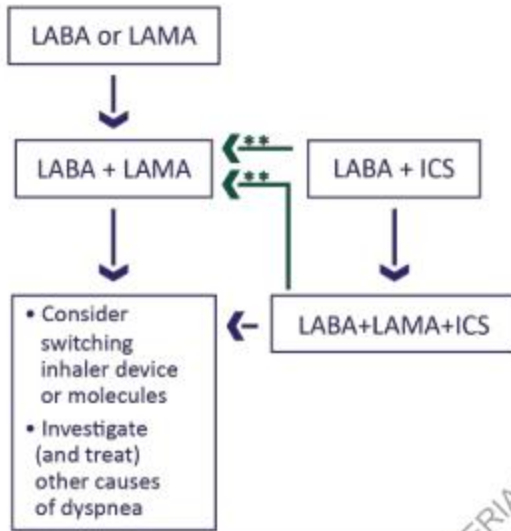 LABA or LAMA
**
LABA + LAMA
**
LABA + ICS
• Consider
switching
inhaler device
or molecules
• Investigate
(and treat)
other causes
of dyspnea
LABA+LAMA+ICS